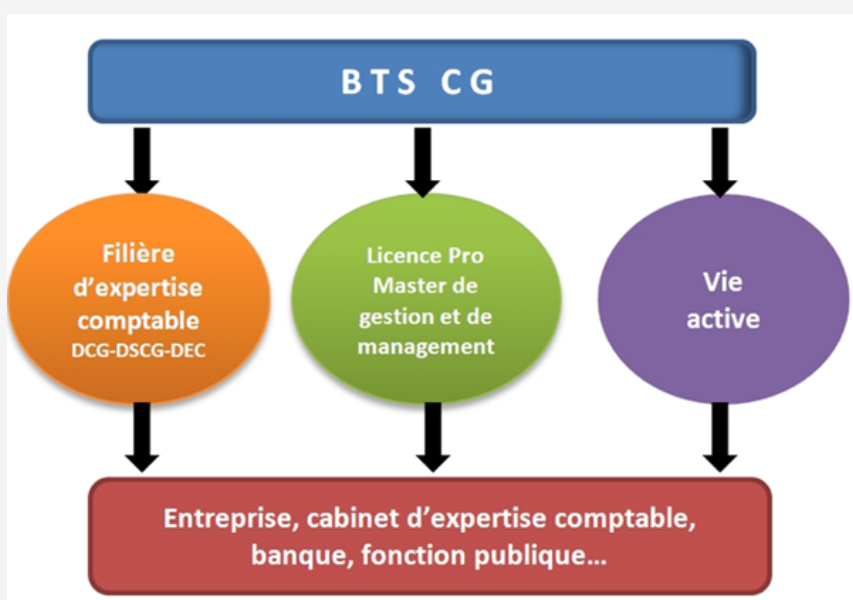 BTS CG
Filière
d’expertise
comptable
DCG-DSCG-DEC
Licence Pro
Master de
gestion et de
management
Vie
active
Entreprise, cabinet d’expertise comptable,
banque, fonction publique…